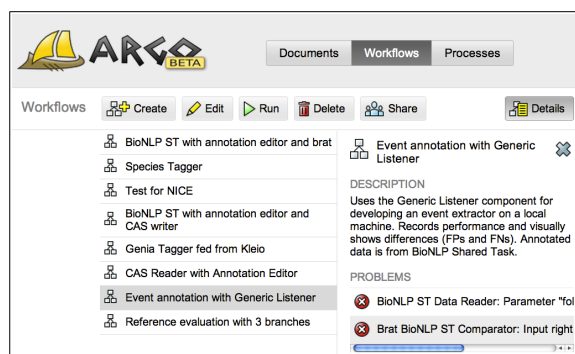 ARGO
BETA
Documents Workflows Processes
Workflows Create Edit Run Delete Share Details
BioNLP ST with annotation editor and brat
Species Tagger
Test for NICE
BioNLP ST with annotation editor and
CAS writer
Genia Tagger fed from Kleio
CAS Reader with Annotation Editor
Event annotation with Generic Listener
Reference evaluation with 3 branches
Event annotation with Generic
Listener
DESCRIPTION
Uses the Generic Listener component for
developing an event extractor on a local
machine. Records performance and visually
shows differences (FPs and FNs). Annotated
data is from BioNLP Shared Task.
PROBLEMS
BioNLP ST Data Reader: Parameter "fol
Brat BioNLP ST Comparator: Input right